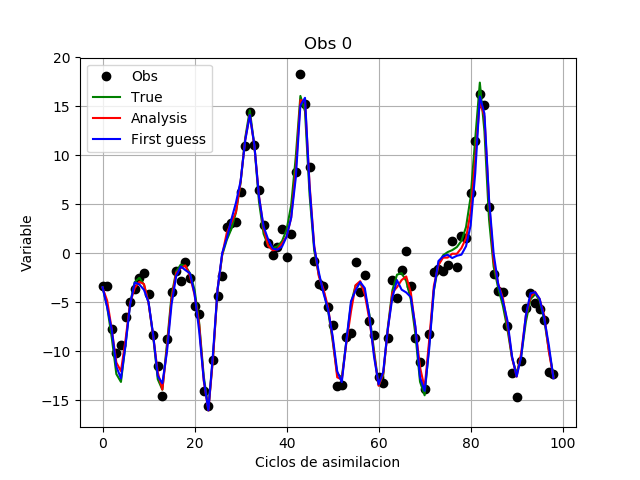 Obs 0
20
15
10
5
0
−5
−10
−15
Variable
Obs
True
Analysis
First guess
0
20
40
60
80
100
Ciclos de asimilacion